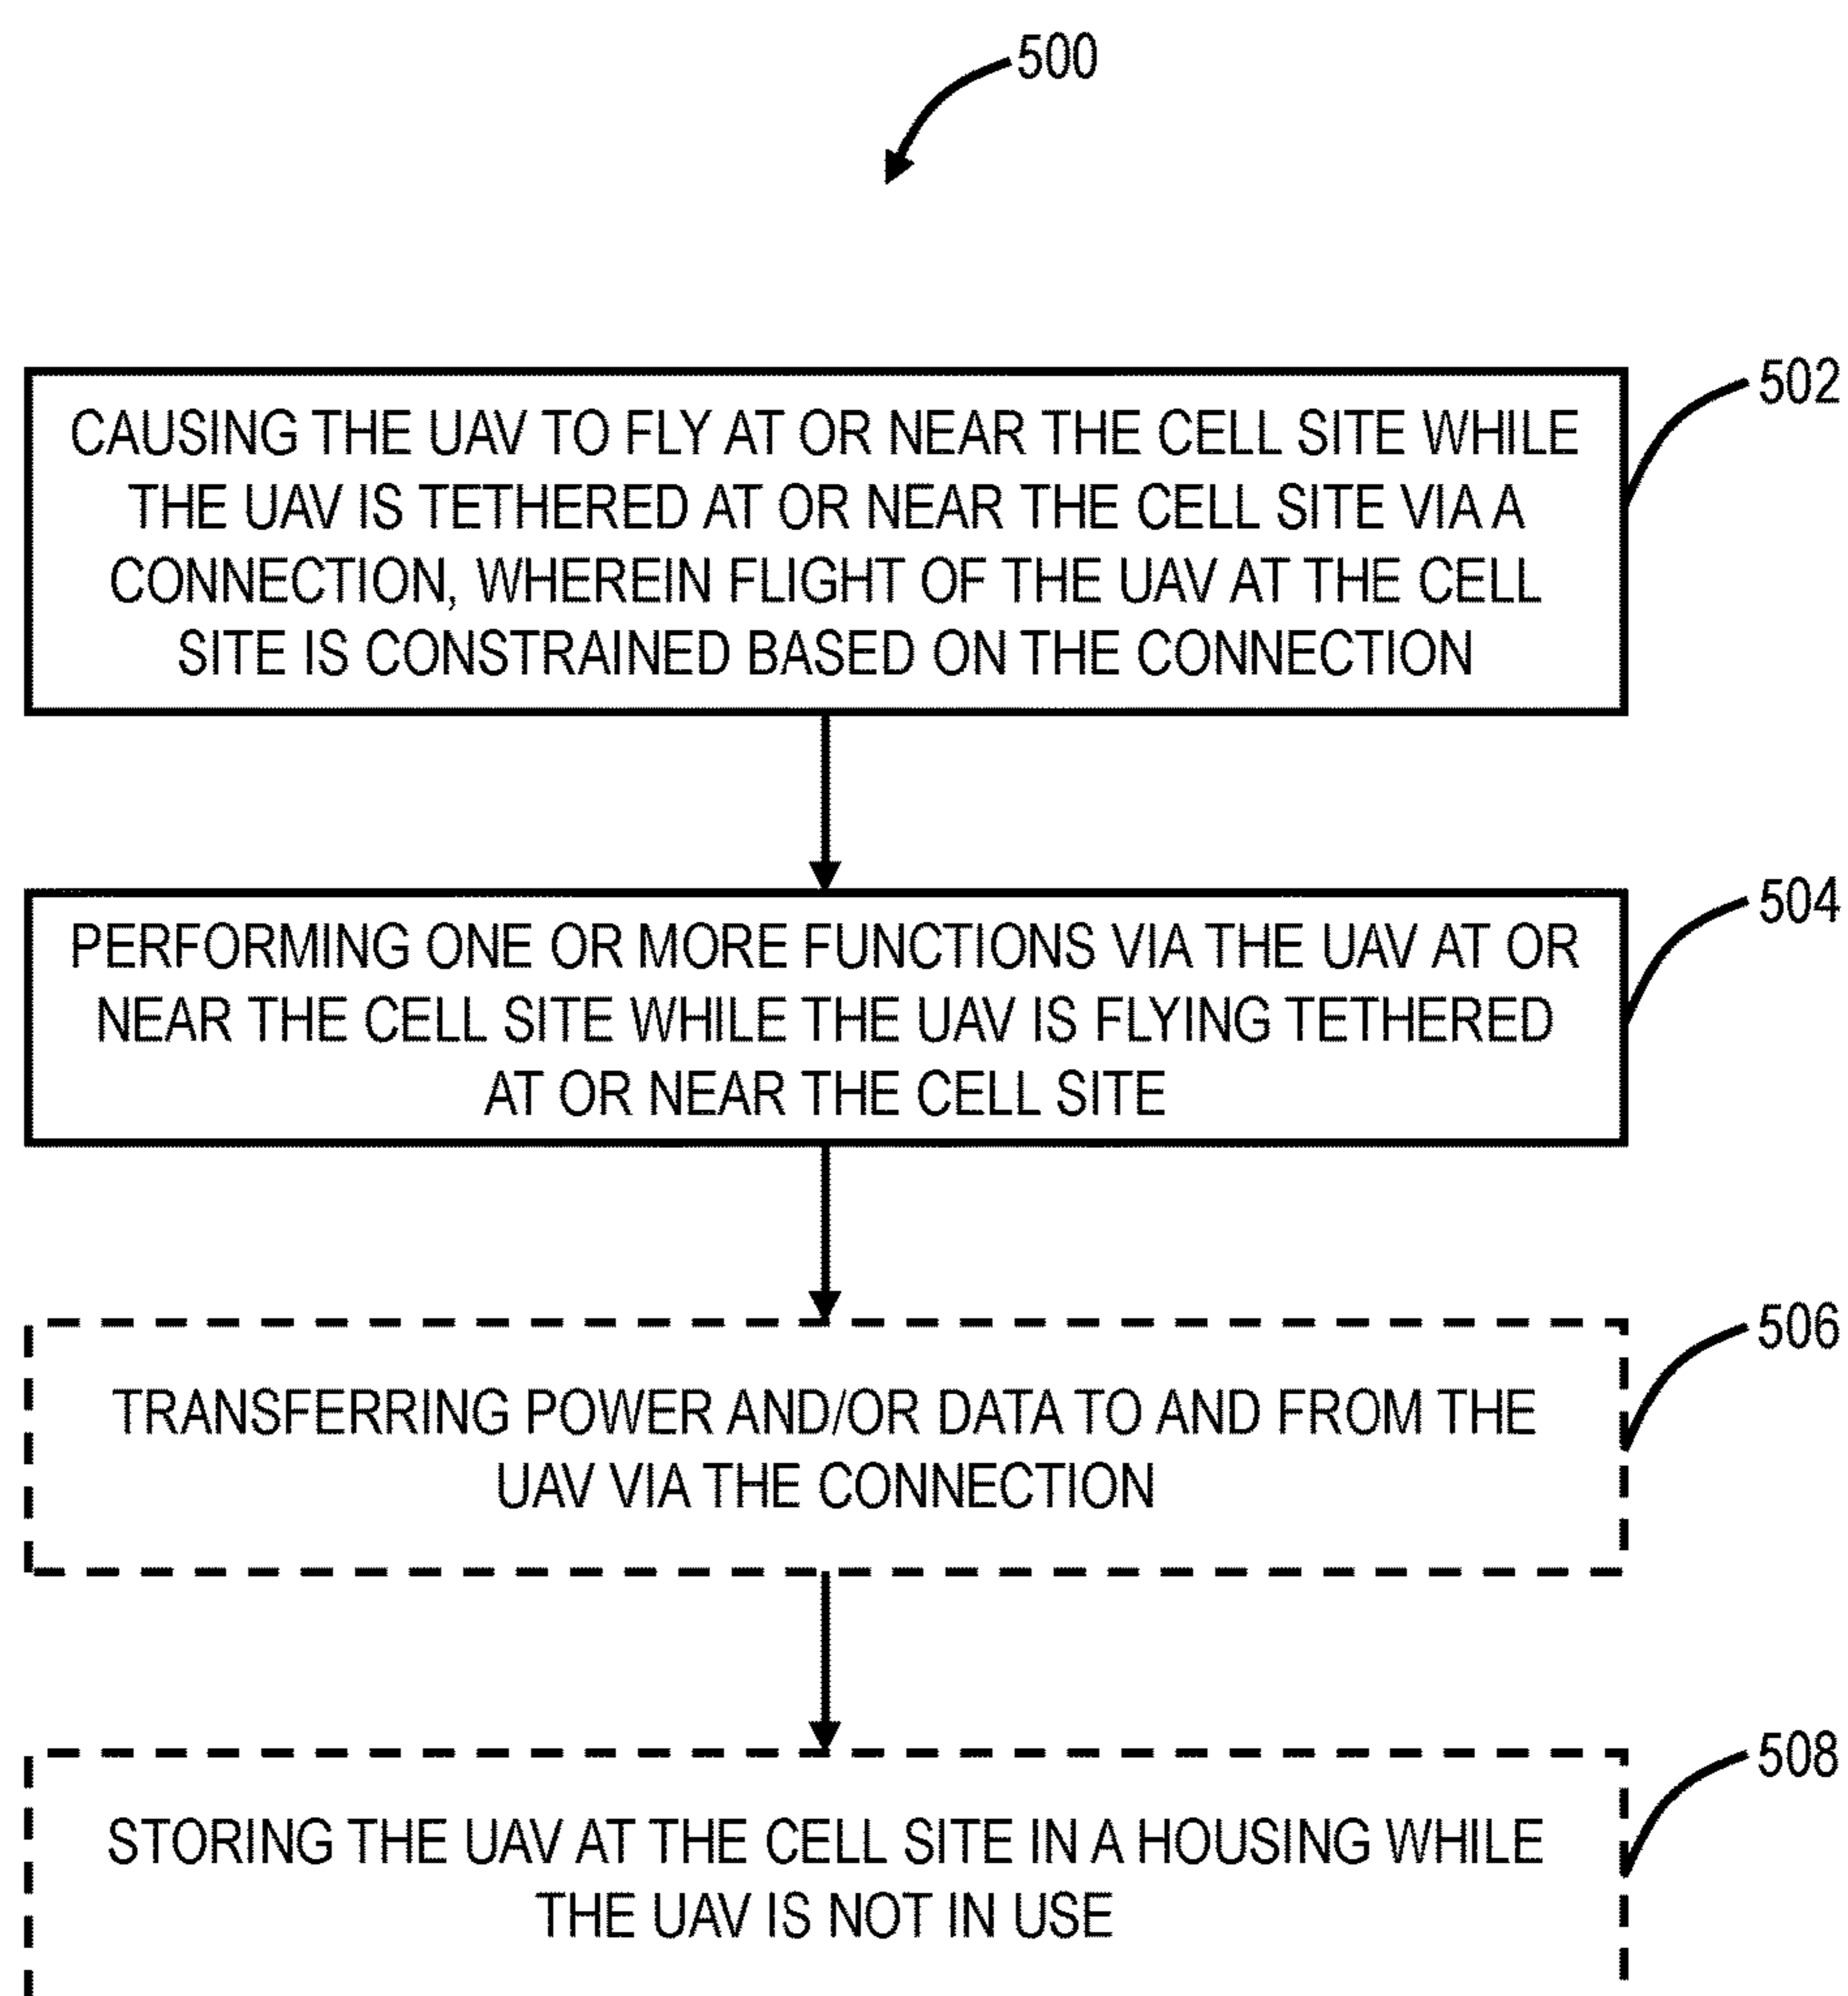 500
502
CAUSING THE UAV TO FLY AT OR NEAR THE CELL SITE WHILE
THE UAV IS TETHERED AT OR NEAR THE CELL SITE VIA A
CONNECTION, WHEREIN FLIGHT OF THE UAV AT THE CELL
SITE IS CONSTRAINED BASED ON THE CONNECTION
504
PERFORMING ONE OR MORE FUNCTIONS VIA THE UAV AT OR
NEAR THE CELL SITE WHILE THE UAV IS FLYING TETHERED
AT OR NEAR THE CELL SITE
506
TRANSFERRING POWER AND/OR DATA TO AND FROM THE
UAV VIA THE CONNECTION
508
STORING THE UAV AT THE CELL SITE IN A HOUSING WHILE
THE UAV IS NOT IN USE